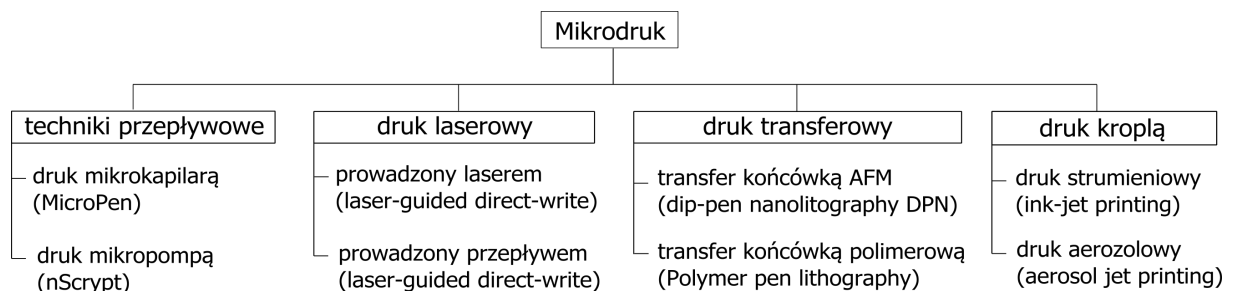 Mikrodruk
techniki przepływowe
druk mikrokapilarą
(MicroPen)
druk mikropompą
(nScrypt)
druk laserowy
prowadzony laserem
(laser-guided direct-write)
prowadzony przepływem
(laser-guided direct-write)
druk transferowy
transfer końcówką AFM
(dip-pen nanolitography DPN)
transfer końcówką polimerową
(Polymer pen lithography)
druk kroplą
druk strumieniowy
(ink-jet printing)
druk aerozolowy
(aerosol jet printing)